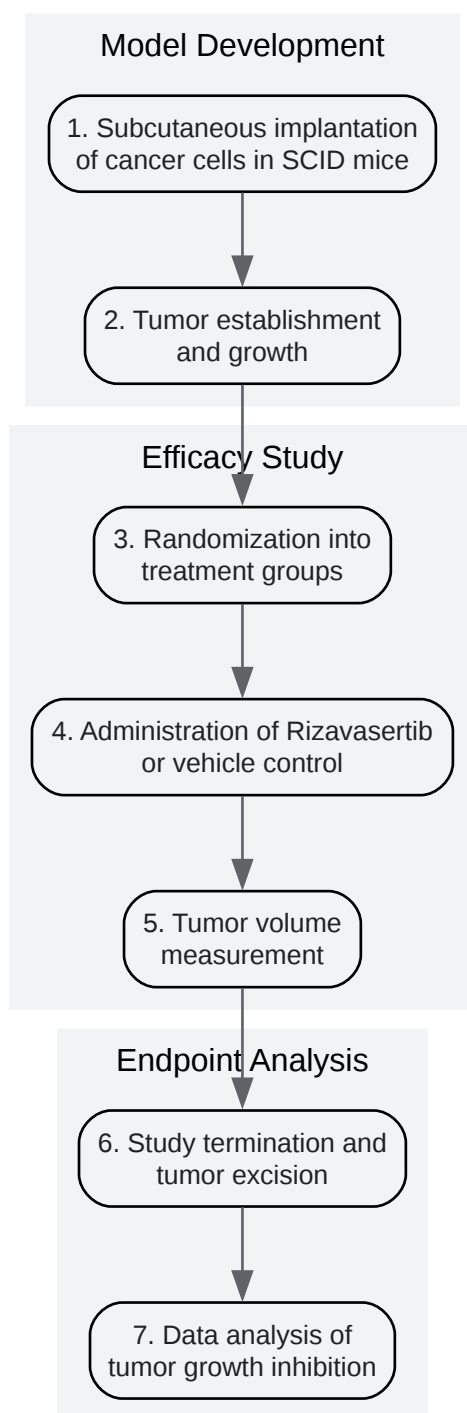 Model Development
1. Subcutaneous implantation
of cancer cells in SCID mice
2. Tumor establishment
and growth
Efficacy Study
3. Randomization into
treatment groups
4. Administration of Rizavasertib
or vehicle control
5. Tumor volume
measurement
Endpoint Analysis
6. Study termination and
tumor excision
7. Data analysis of
tumor growth inhibition